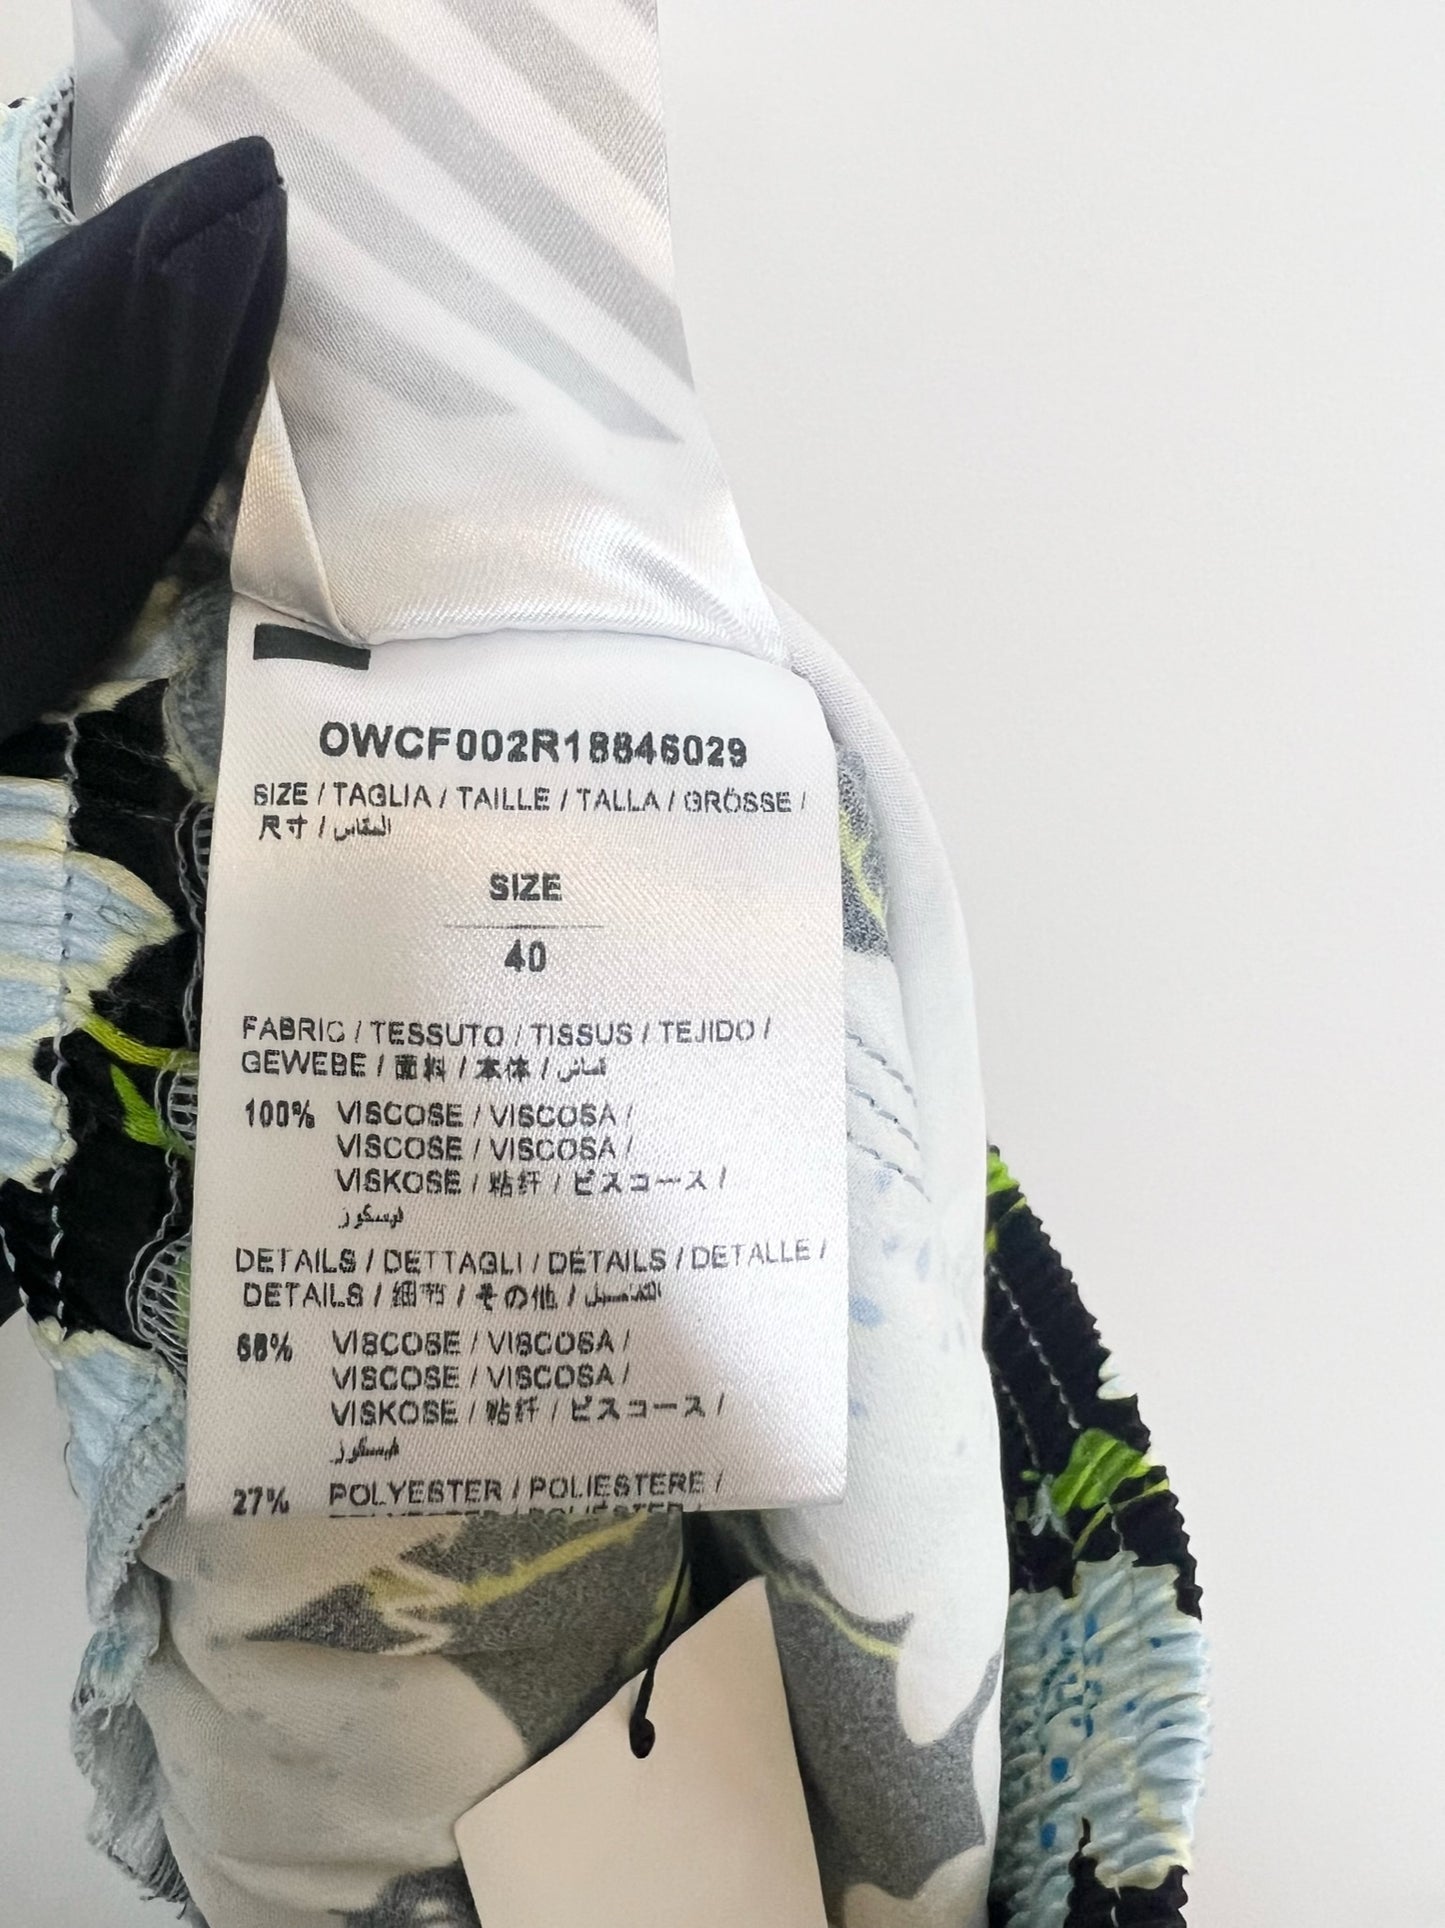 OWCF002R18846029
SIZE / TAGLIA / TAILLE / TALLA / GRÖSSE /
尺寸 / المقاس
SIZE
40
FABRIC / TESSUTO / TISSUS / TEJIDO /
GEWEBE / 面料 / 本体 / قماش
100% VISCOSE / VISCOSA /
VISCOSE / VISCOSA /
VISKOSE / 粘纤 / ビスコース /
فيسكوز
DETAILS / DETTAGLI / DÉTAILS / DETALLE /
DETAILS / 细节 / その他 / التفاصيل
68% VISCOSE / VISCOSA /
VISCOSE / VISCOSA /
VISKOSE / 粘纤 / ビスコース /
فيسكوز
27% POLYESTER / POLIESTERE /
POLYESTER / POLIÉSTER /